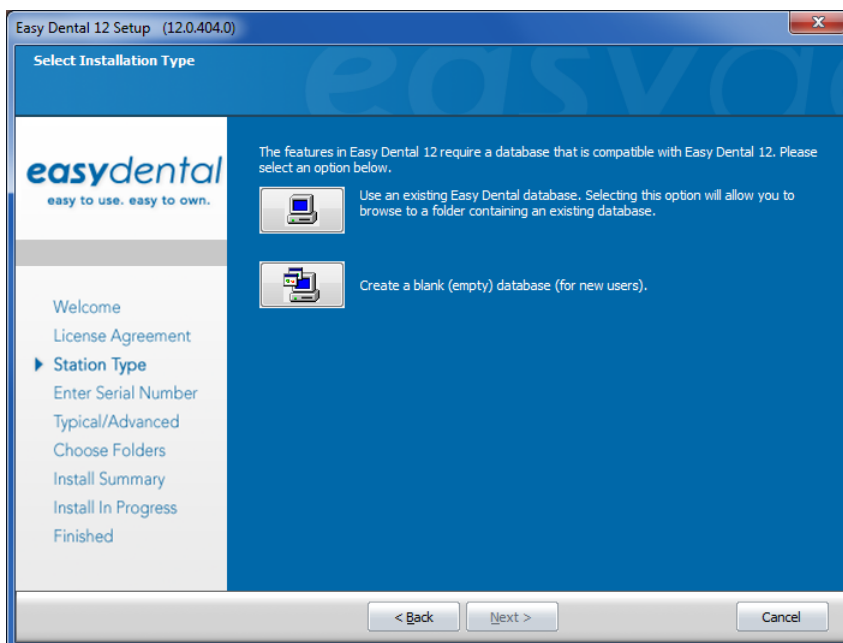 Easy Dental 12 Setup   (12.0.404.0)
Select Installation Type
easydental
easy to use. easy to own.
The features in Easy Dental 12 require a database that is compatible with Easy Dental 12. Please
select an option below.
Use an existing Easy Dental database. Selecting this option will allow you to
browse to a folder containing an existing database.
Create a blank (empty) database (for new users).
Welcome
License Agreement
Station Type
Enter Serial Number
Typical/Advanced
Choose Folders
Install Summary
Install In Progress
Finished
< Back
Next >
Cancel